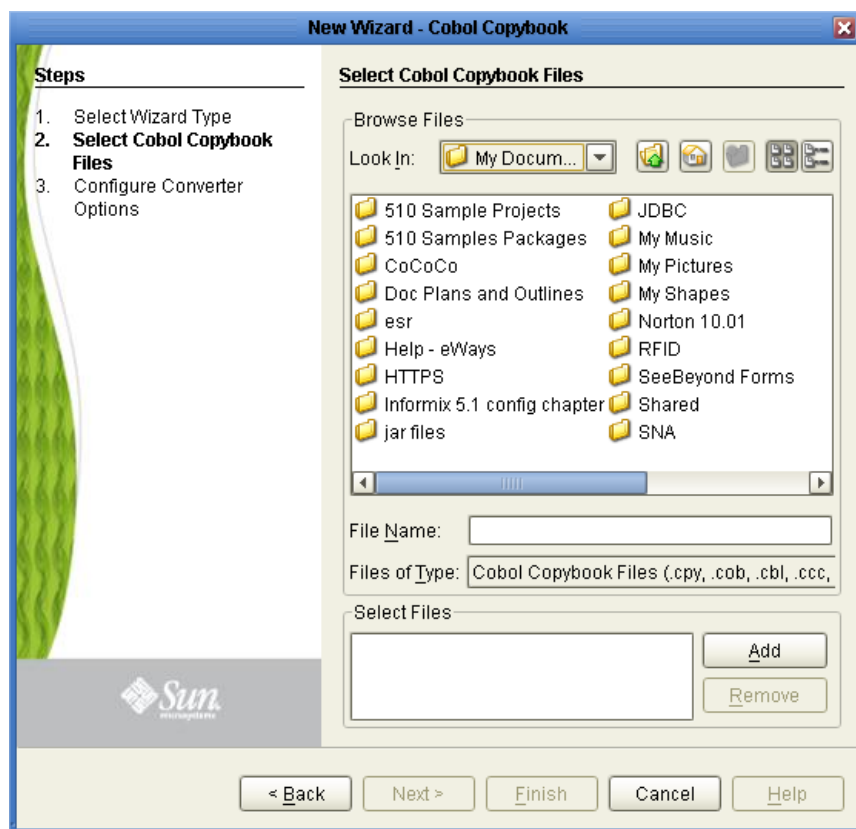 New Wizard - Cobol Copybook
Steps
1. Select Wizard Type
2. Select Cobol Copybook
Files
3. Configure Converter
Options
Sun
microsystems
Select Cobol Copybook Files
Browse Files
Look In: My Docum...
510 Sample Projects
510 Samples Packages
CoCoCo
Doc Plans and Outlines
esr
Help - eWays
HTTPS
Informix 5.1 config chapter
jar files
JDBC
My Music
My Pictures
My Shapes
Norton 10.01
RFID
SeeBeyond Forms
Shared
SNA
File Name:
Files of Type: Cobol Copybook Files (.cpy, .cob, .cbl, .ccc,
Select Files
Add
Remove
< Back Next > Finish Cancel Help